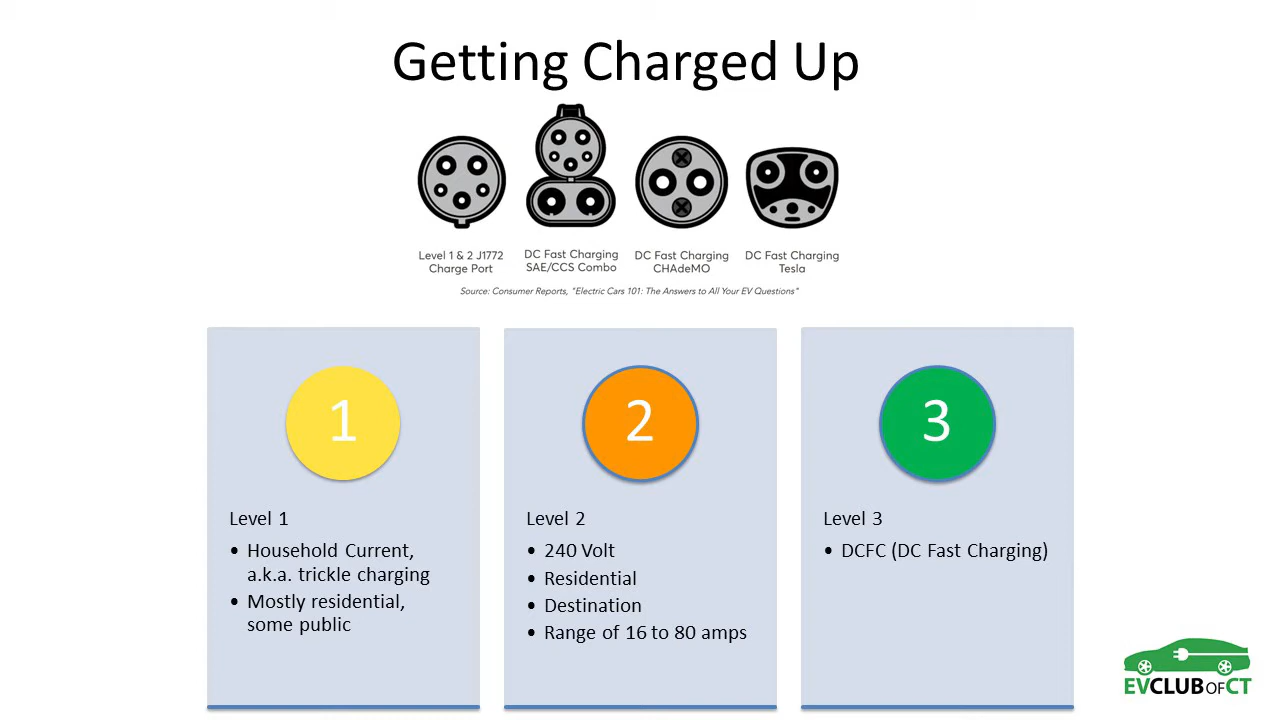 Getting Charged Up
Level 1 & 2 J1772
Charge Port
DC Fast Charging
SAE/CCS Combo
DC Fast Charging
CHAdeMO
DC Fast Charging
Tesla
Source: Consumer Reports, "Electric Cars 101: The Answers to All Your EV Questions"
1
Level 1
• Household Current,
a.k.a. trickle charging
• Mostly residential,
some public
2
Level 2
• 240 Volt
• Residential
• Destination
• Range of 16 to 80 amps
3
Level 3
• DCFC (DC Fast Charging)
EVCLUBOFCT